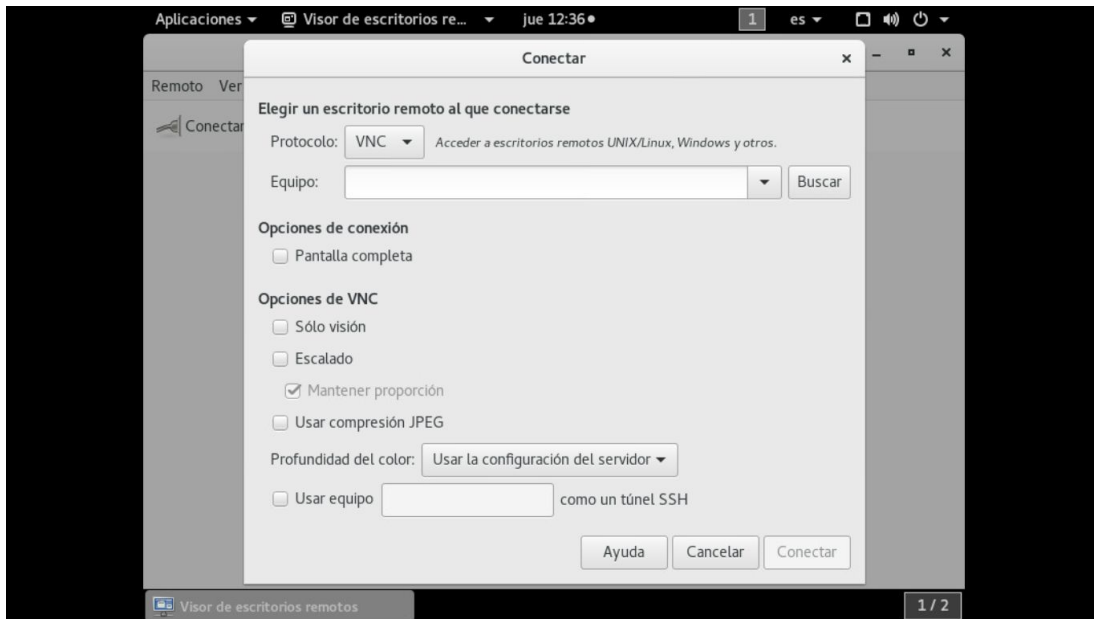 Aplicaciones Visor de escritorios re... jue 12:36 1 es
Conectar
Remoto Ver
Conectar
Elegir un escritorio remoto al que conectarse
Protocolo: VNC Acceder a escritorios remotos UNIX/Linux, Windows y otros.
Equipo: Buscar
Opciones de conexión
Pantalla completa
Opciones de VNC
Sólo visión
Escalado
Mantener proporción
Usar compresión JPEG
Profundidad del color: Usar la configuración del servidor
Usar equipo como un túnel SSH
Ayuda Cancelar Conectar
Visor de escritorios remotos 1 / 2